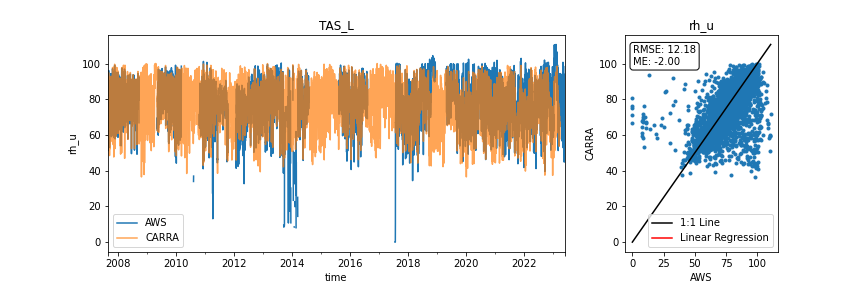 TAS_L
rh_u
100
80
60
40
20
0
rh_u
AWS
CARRA
2008
2010
2012
2014
2016
2018
2020
2022
time
rh_u
RMSE: 12.18
ME: -2.00
100
80
60
40
20
0
CARRA
1:1 Line
Linear Regression
0
25
50
75
100
AWS